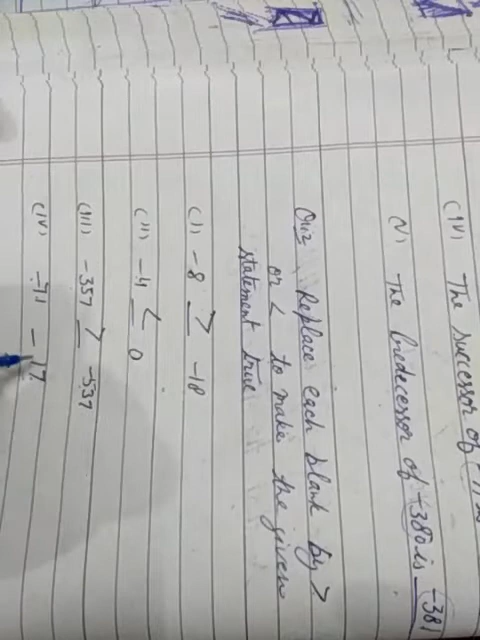 (iv) The successor of
(v) The Predecessor of -380 is -381
Quiz Replace each blank by >
or < to make the given
statement true
(i) -8 > -18
(ii) -4 < 0
(iii) -357 > -537
(iv) -71 _ 17